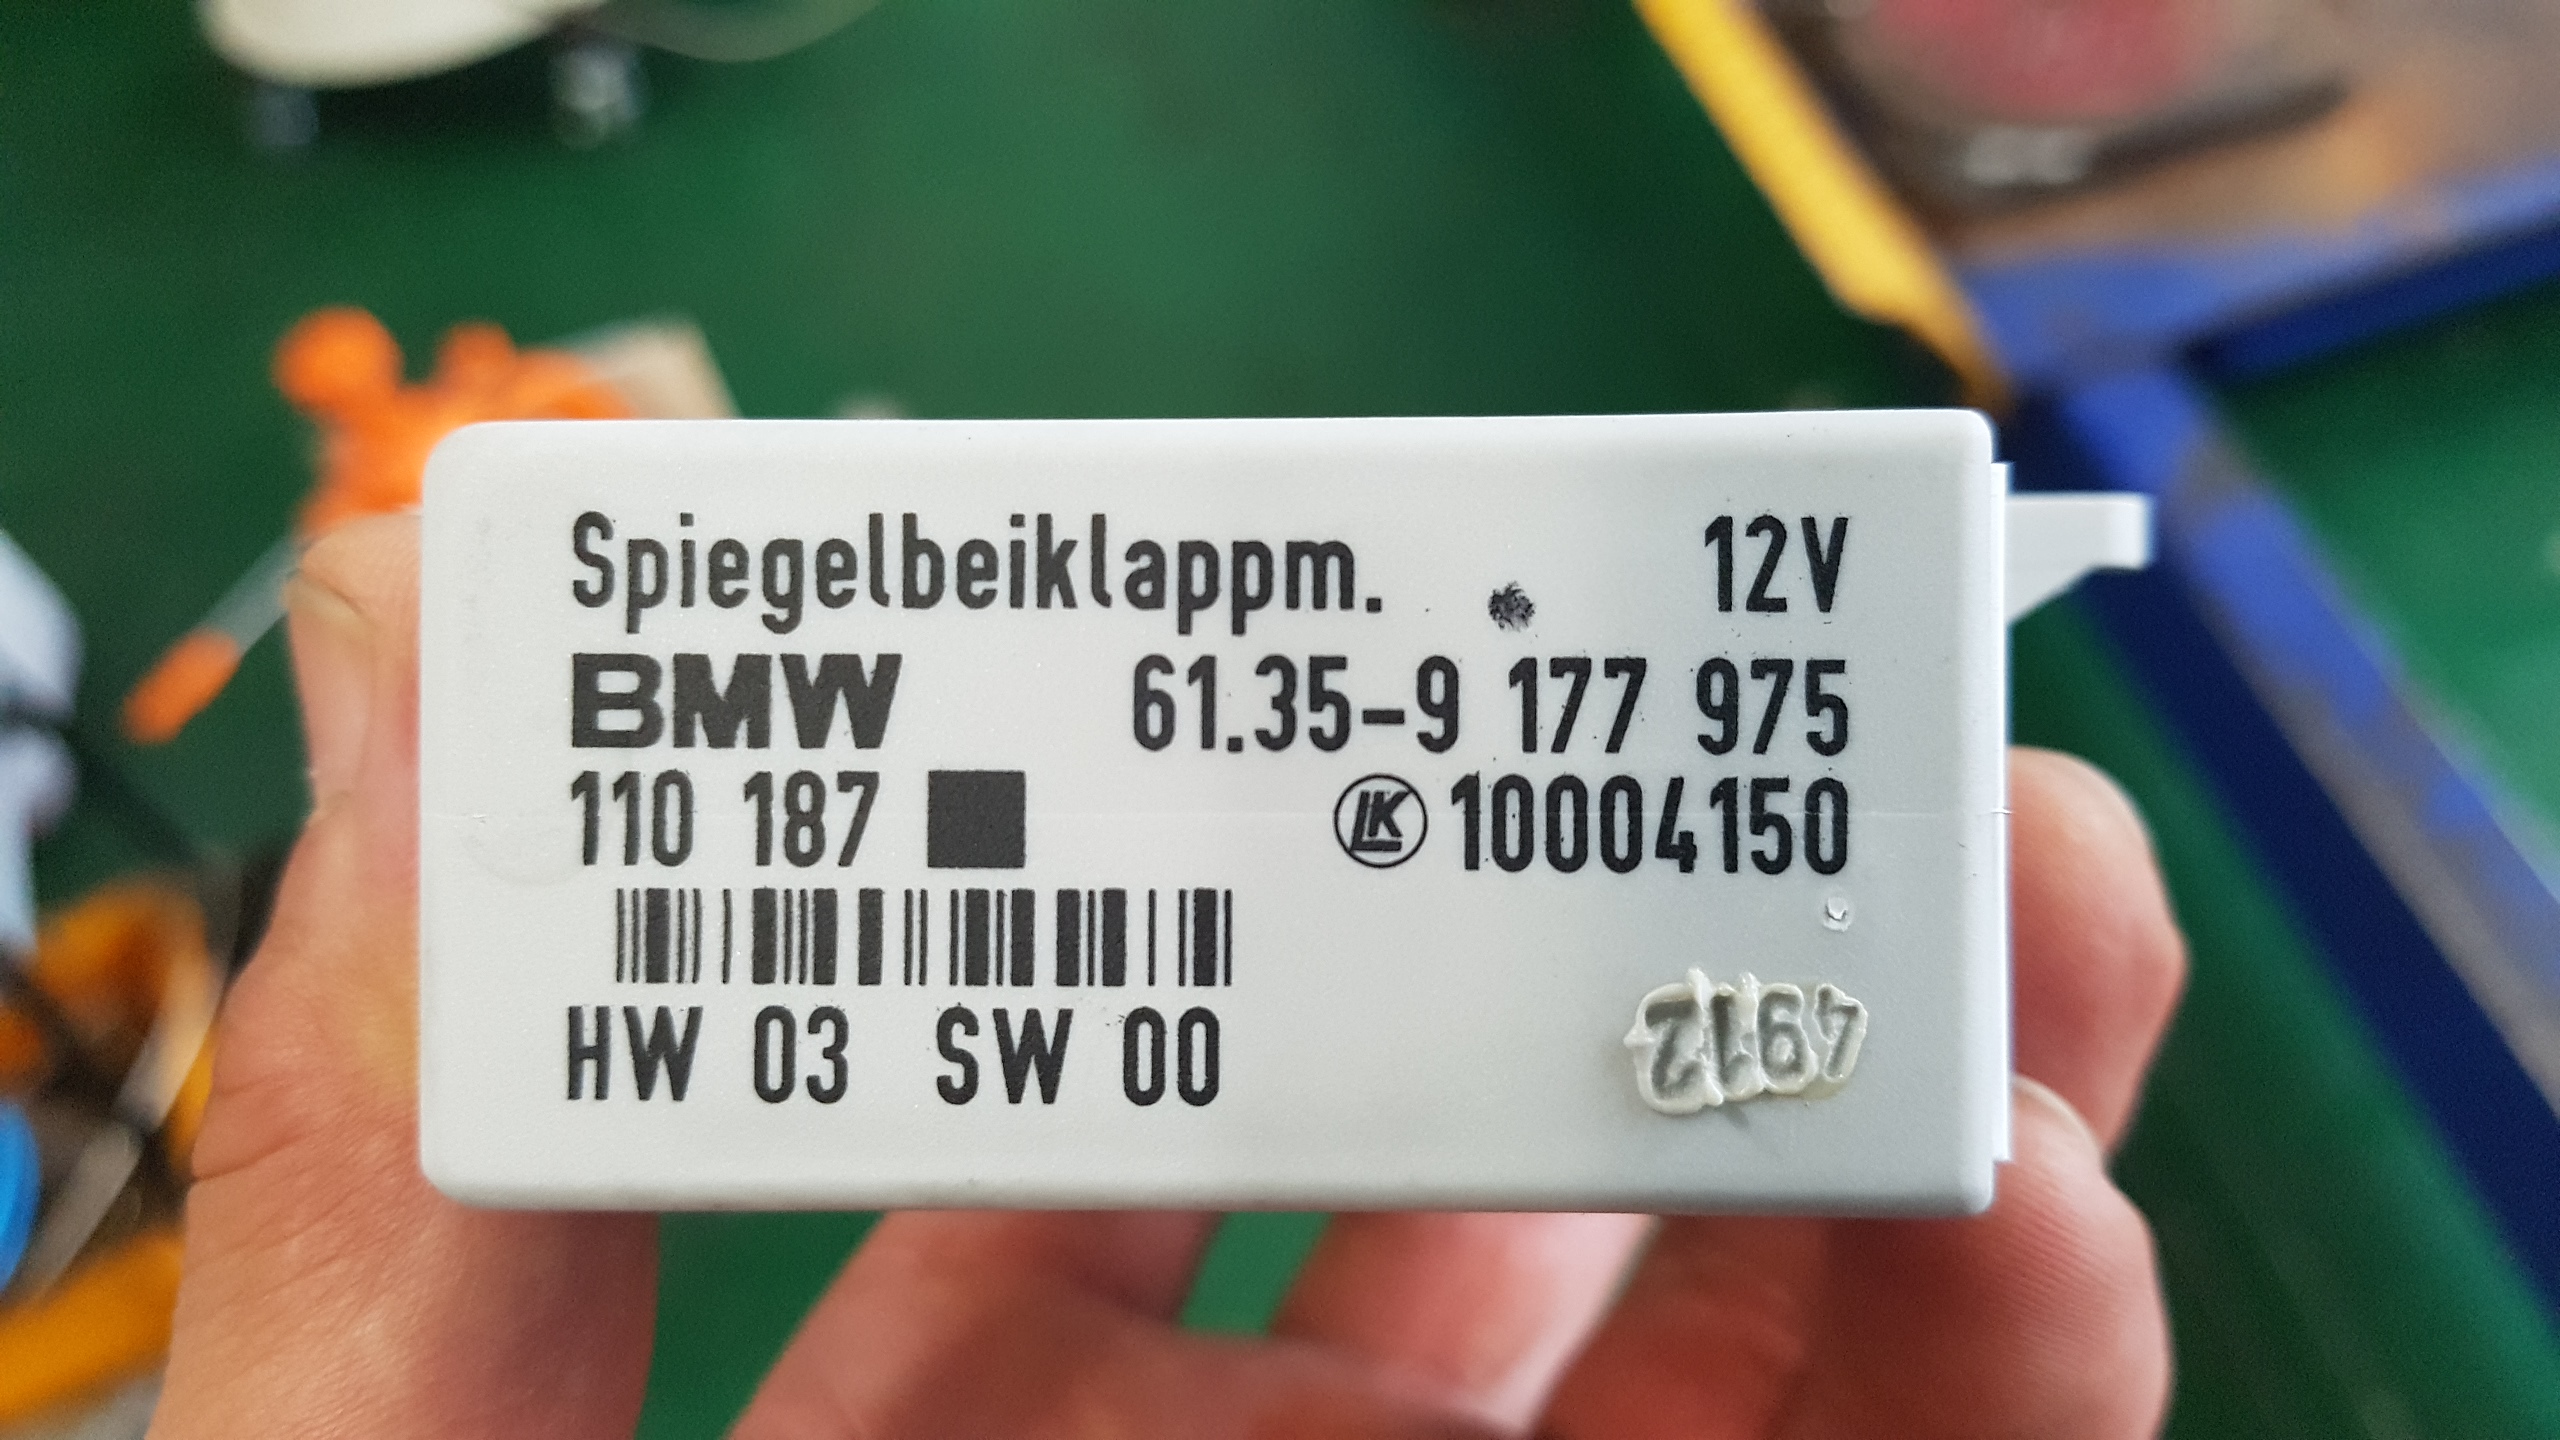 Spiegelbeiklappm. 12V
BMW 61.35-9 177 975
110 187 LK 10004150
HW 03 SW 00
4912